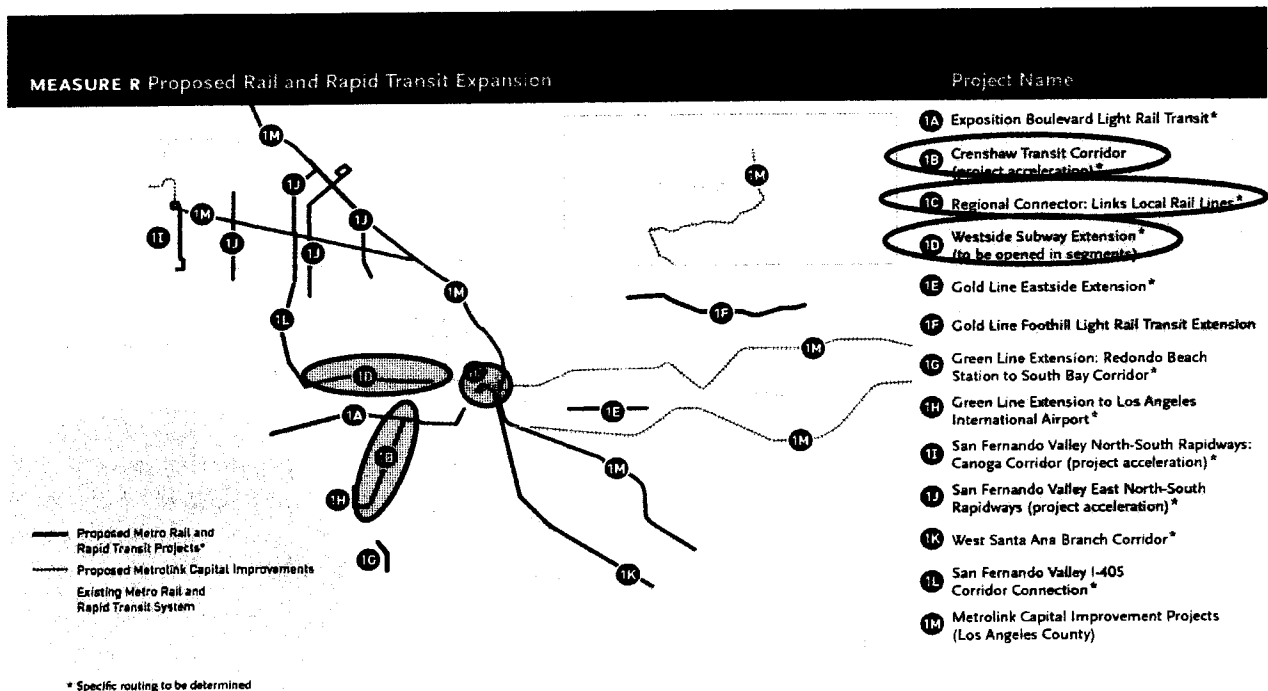 MEASURE R Proposed Rail and Rapid Transit Expansion
Project Name
1A Exposition Boulevard Light Rail Transit*
1B Crenshaw Transit Corridor
(project acceleration)*
1C Regional Connector: Links Local Rail Lines*
1D Westside Subway Extension*
(to be opened in segments)
1E Gold Line Eastside Extension*
1F Gold Line Foothill Light Rail Transit Extension
1G Green Line Extension: Redondo Beach
Station to South Bay Corridor*
1H Green Line Extension to Los Angeles
International Airport*
1I San Fernando Valley North-South Rapidways:
Canoga Corridor (project acceleration)*
1J San Fernando Valley East North-South
Rapidways (project acceleration)*
1K West Santa Ana Branch Corridor*
1L San Fernando Valley I-405
Corridor Connection*
1M Metrolink Capital Improvement Projects
(Los Angeles County)
1M
1M
1J
1J
1M
1I
1J
1J
1M
1L
1F
1M
1D
1A
1E
1B
1M
1M
1H
1G
1K
Proposed Metro Rail and
Rapid Transit Projects*
Proposed Metrolink Capital Improvements
Existing Metro Rail and
Rapid Transit System
* Specific routing to be determined